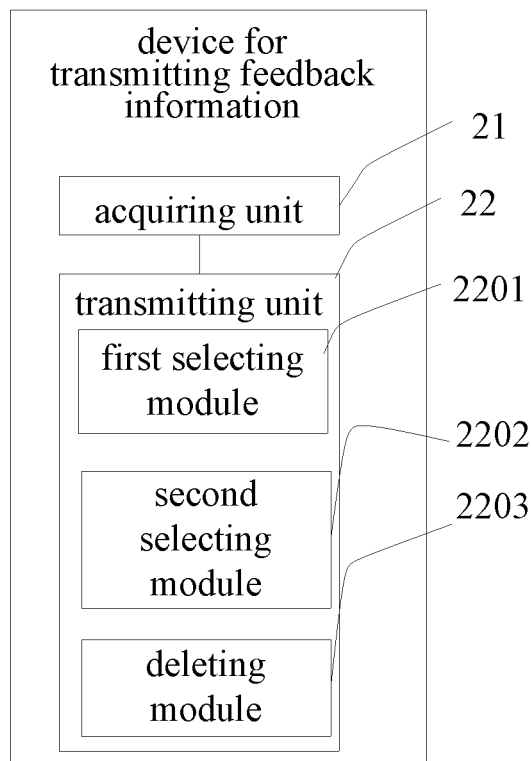 device for
transmitting feedback
information
21
acquiring unit
22
transmitting unit
2201
first selecting
module
2202
second
selecting
module
2203
deleting
module